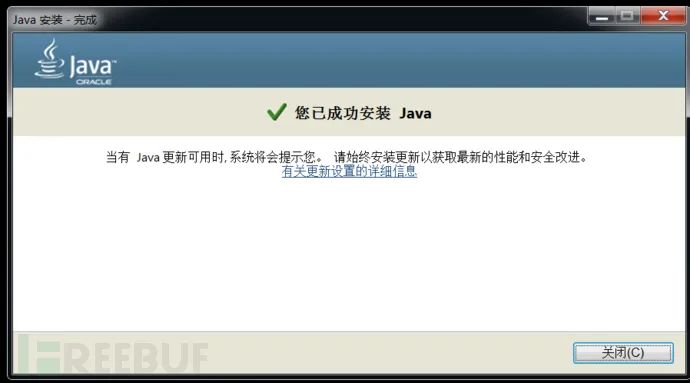 Java 安装 - 完成
Java™
ORACLE
您已成功安装 Java
当有 Java 更新可用时,系统将会提示您。 请始终安装更新以获取最新的性能和安全改进。
有关更新设置的详细信息
关闭(C)
FREEBUF